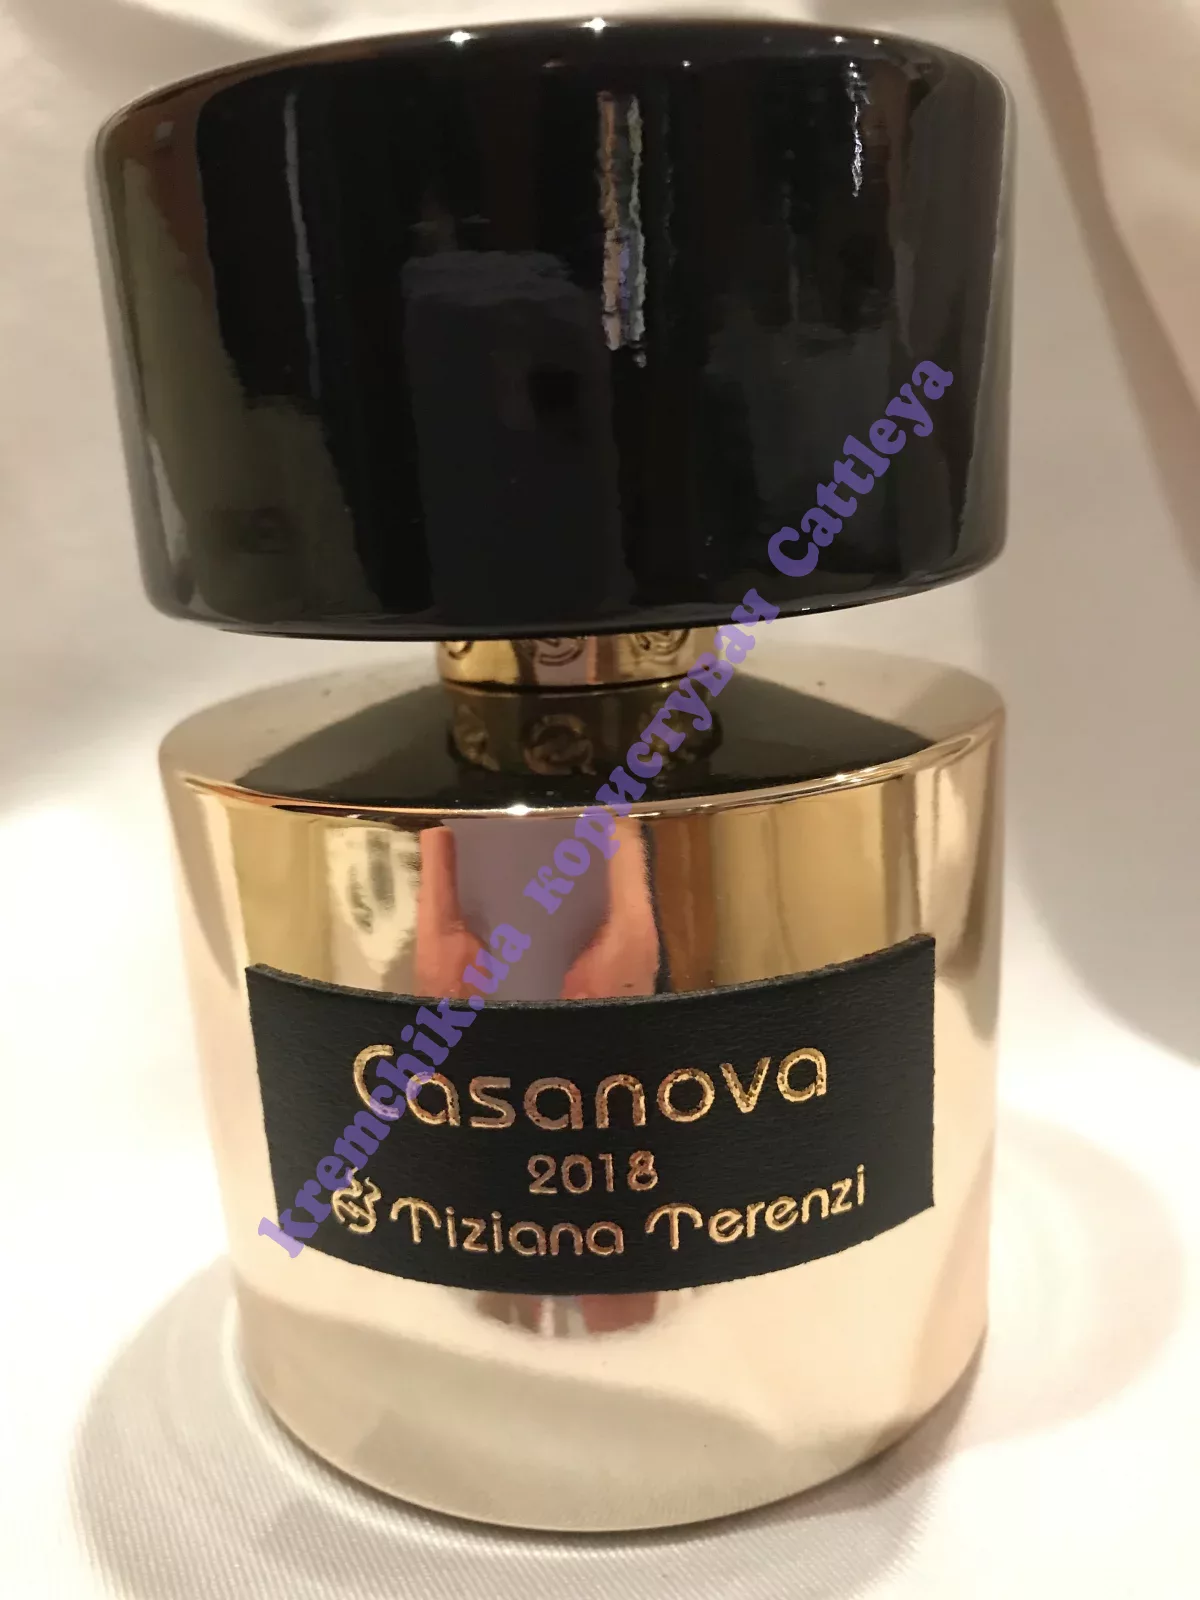 Casanova
2018
Tiziana Terenzi
kremchik.ua користувач Cattleya